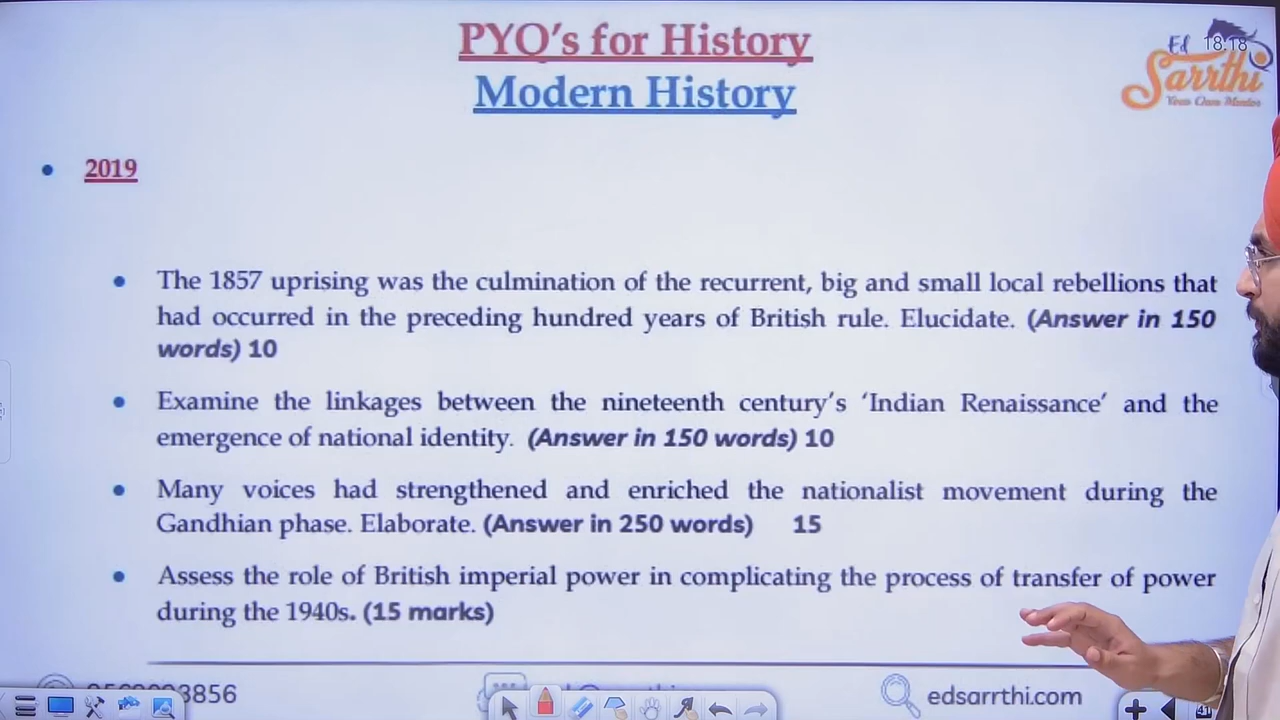 PYQ's for History
Modern History
Ed
18:18
Sarrthi
Your Own Mentor
2019
The 1857 uprising was the culmination of the recurrent, big and small local rebellions that
had occurred in the preceding hundred years of British rule. Elucidate. (Answer in 150
words) 10
Examine the linkages between the nineteenth century's ‘Indian Renaissance’ and the
emergence of national identity. (Answer in 150 words) 10
Many voices had strengthened and enriched the nationalist movement during the
Gandhian phase. Elaborate. (Answer in 250 words) 15
Assess the role of British imperial power in complicating the process of transfer of power
during the 1940s. (15 marks)
3856
edsarrthi.com
41